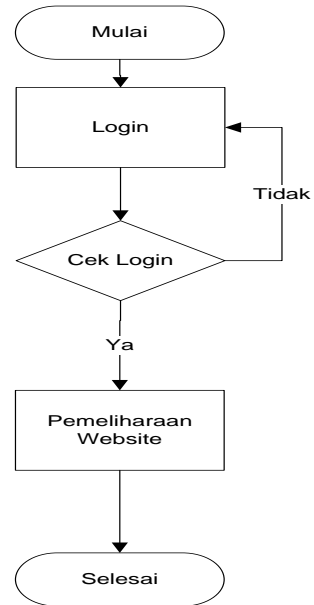 Mulai
Login
Tidak
Cek Login
Ya
Pemeliharaan
Website
Selesai